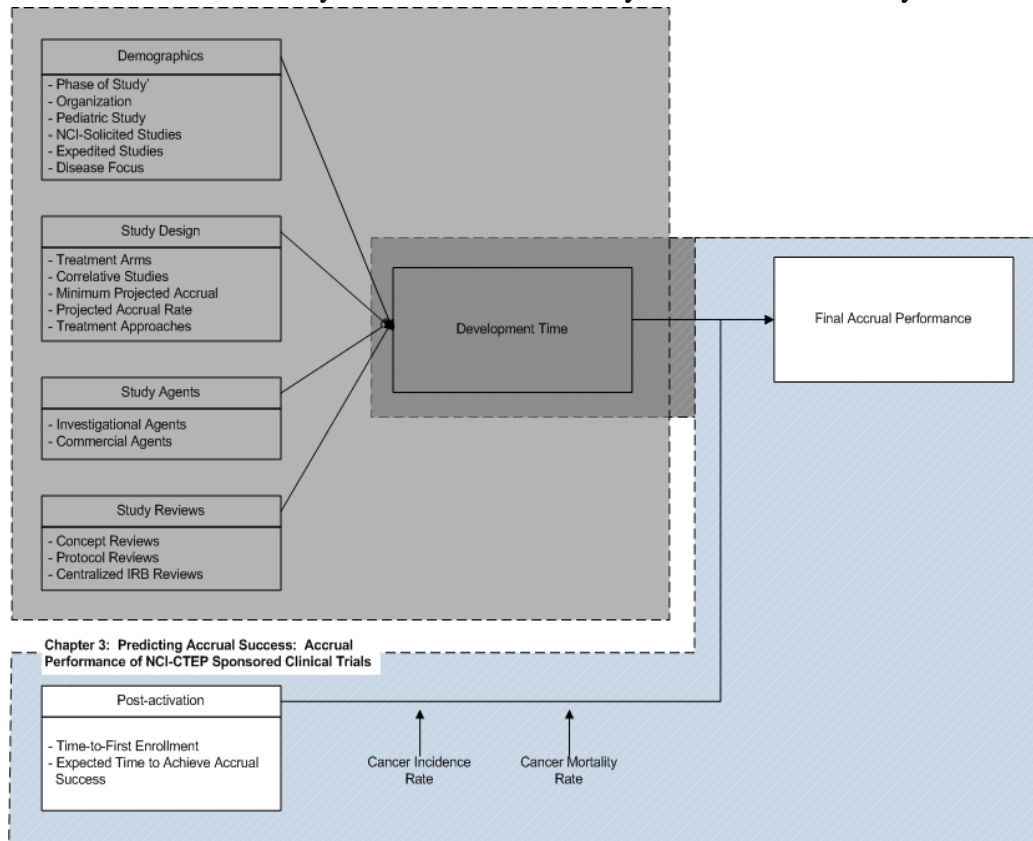 Demographics
- Phase of Study'
- Organization
- Pediatric Study
- NCI-Solicited Studies
- Expedited Studies
- Disease Focus
Study Design
- Treatment Arms
- Correlative Studies
- Minimum Projected Accrual
- Projected Accrual Rate
- Treatment Approaches
Study Agents
- Investigational Agents
- Commercial Agents
Study Reviews
- Concept Reviews
- Protocol Reviews
- Centralized IRB Reviews
Development Time
Final Accrual Performance
Chapter 3: Predicting Accrual Success: Accrual
Performance of NCI-CTEP Sponsored Clinical Trials
Post-activation
- Time-to-First Enrollment
- Expected Time to Achieve Accrual
Success
Cancer Incidence
Rate
Cancer Mortality
Rate